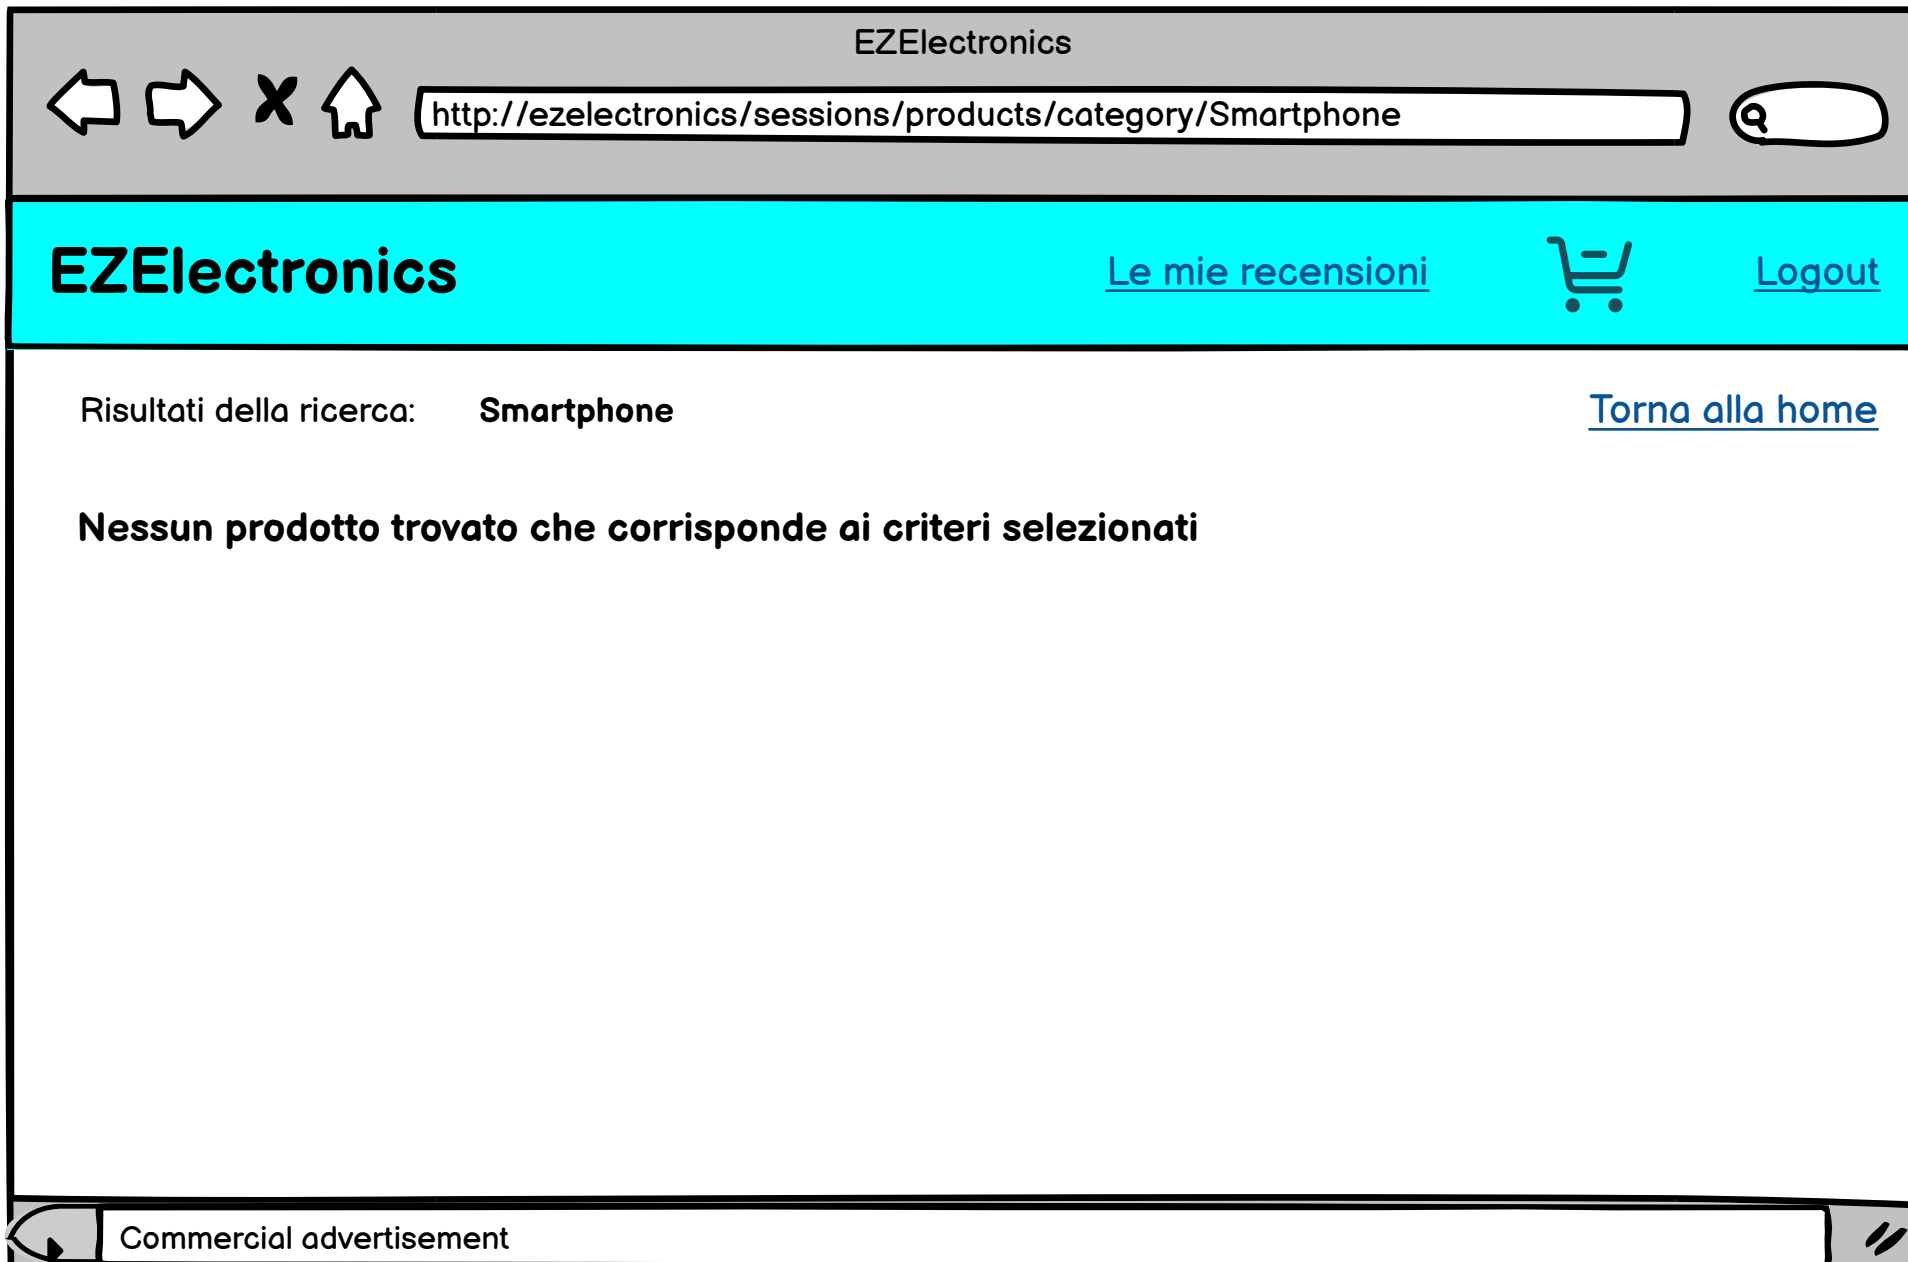 EZElectronics
http://ezelectronics/sessions/products/category/Smartphone
EZElectronics Le mie recensioni Logout
Risultati della ricerca: Smartphone Torna alla home
Nessun prodotto trovato che corrisponde ai criteri selezionati
Commercial advertisement